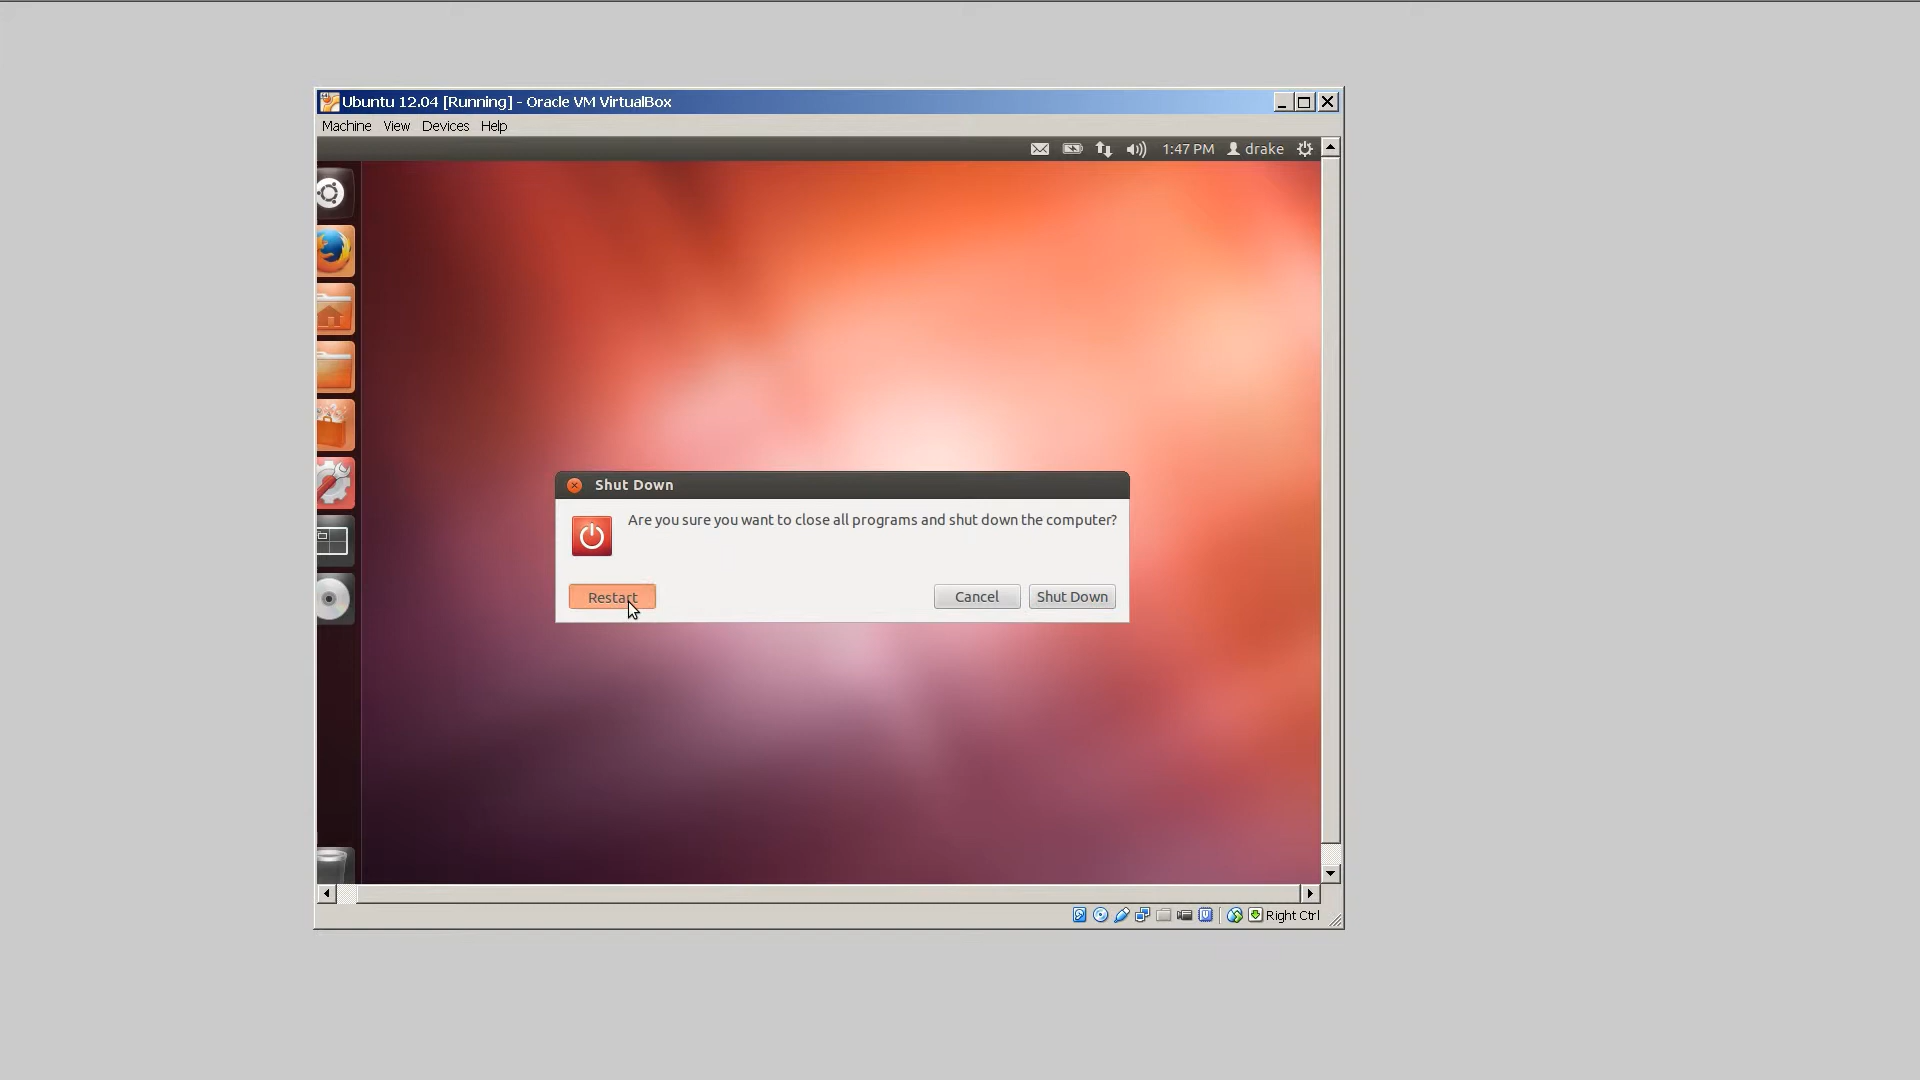 Ubuntu 12.04 [Running] - Oracle VM VirtualBox
Machine View Devices Help
1:47 PM drake
Shut Down
Are you sure you want to close all programs and shut down the computer?
Restart Cancel Shut Down
Right Ctrl